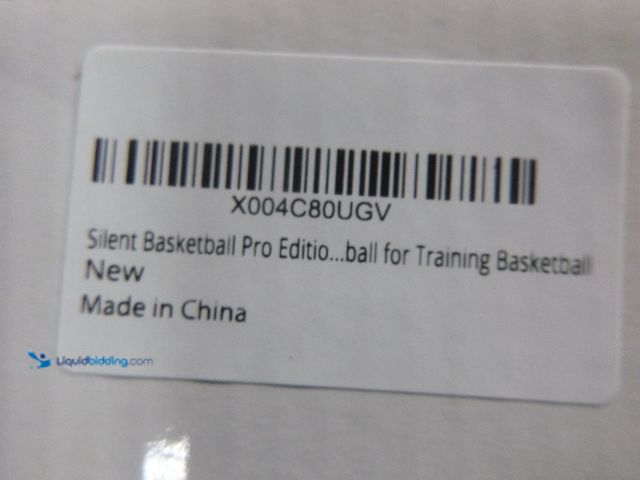 X004C80UGV
Silent Basketball Pro Editio...ball for Training Basketball
New
Made in China
Liquidbidding.com